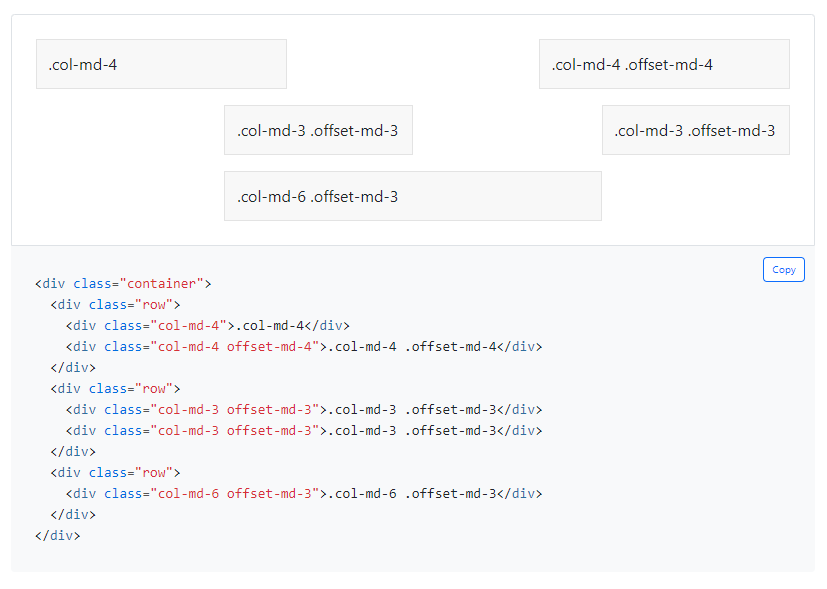 .col-md-4 .col-md-4 .offset-md-4
.col-md-3 .offset-md-3 .col-md-3 .offset-md-3
.col-md-6 .offset-md-3
Copy
<div class="container">
  <div class="row">
    <div class="col-md-4">.col-md-4</div>
    <div class="col-md-4 offset-md-4">.col-md-4 .offset-md-4</div>
  </div>
  <div class="row">
    <div class="col-md-3 offset-md-3">.col-md-3 .offset-md-3</div>
    <div class="col-md-3 offset-md-3">.col-md-3 .offset-md-3</div>
  </div>
  <div class="row">
    <div class="col-md-6 offset-md-3">.col-md-6 .offset-md-3</div>
  </div>
</div>